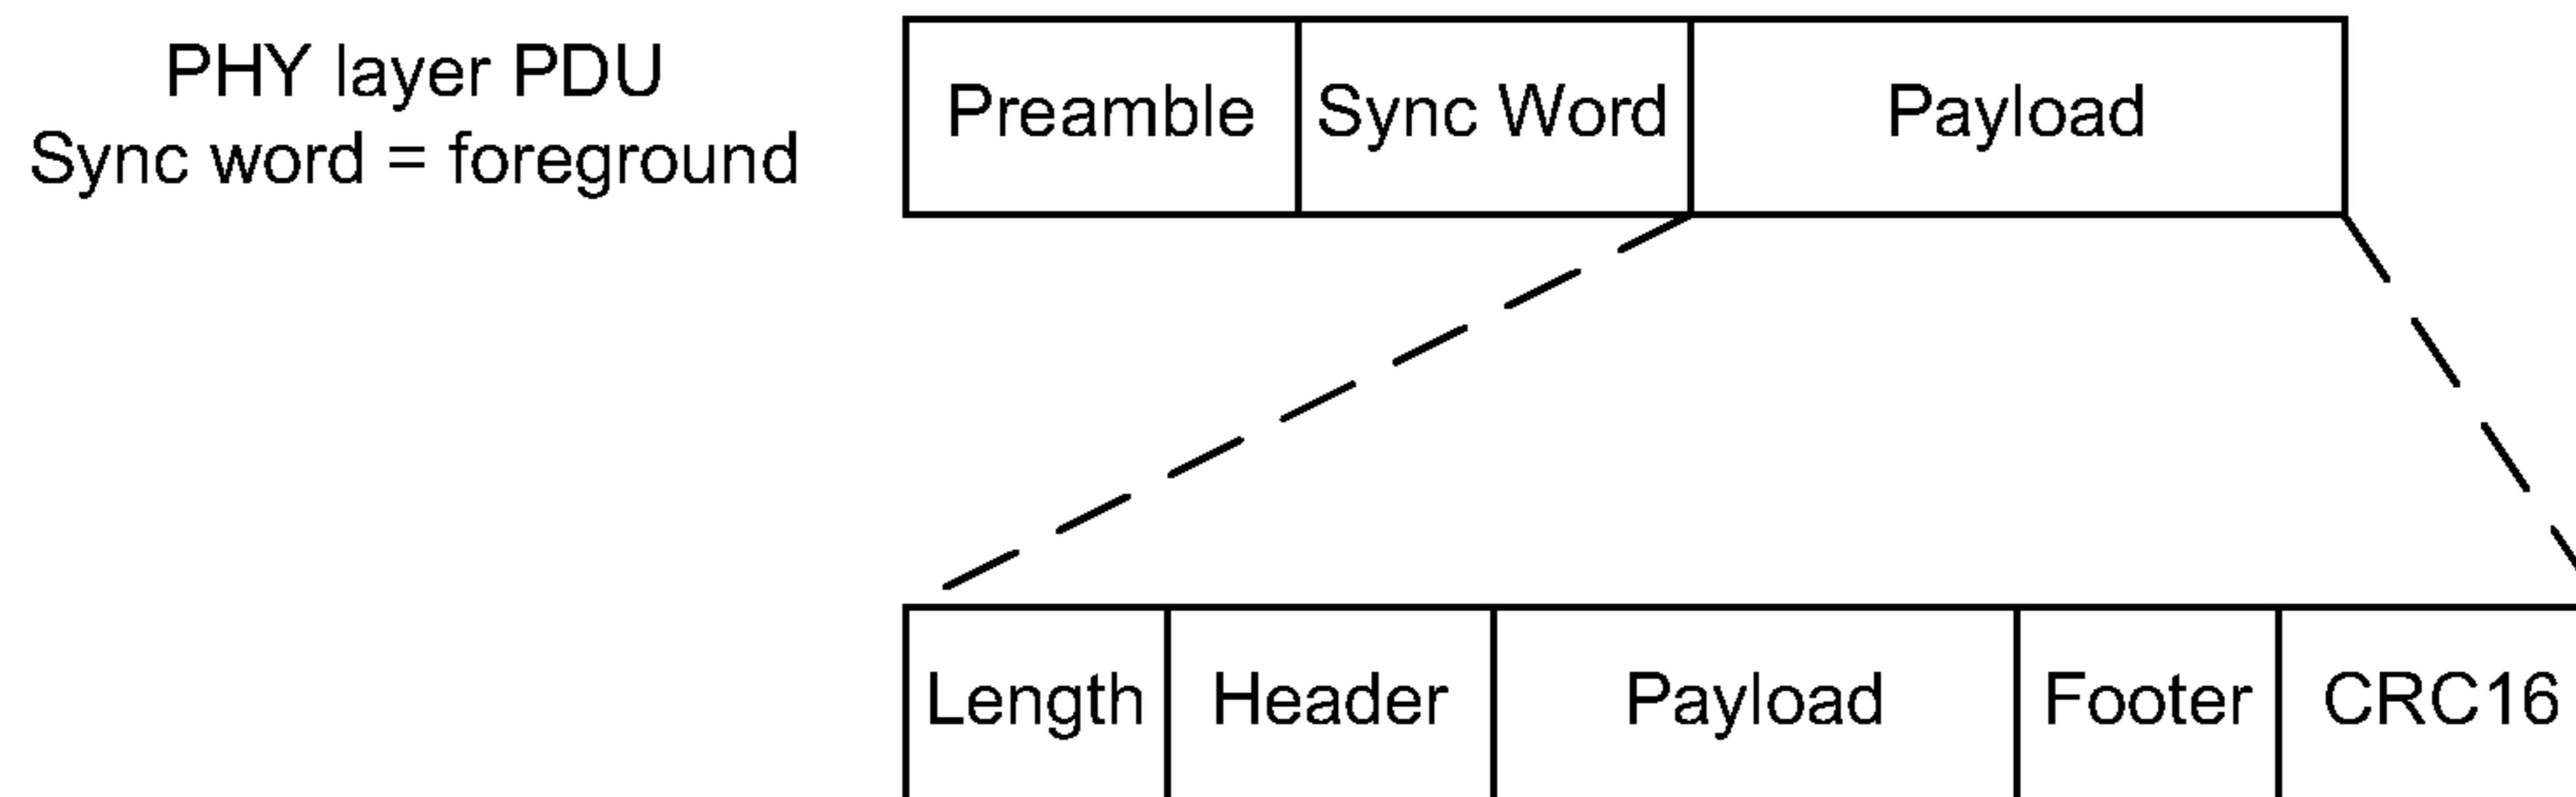 PHY layer PDU
Sync word = foreground
Preamble Sync Word Payload
Length Header Payload Footer CRC16